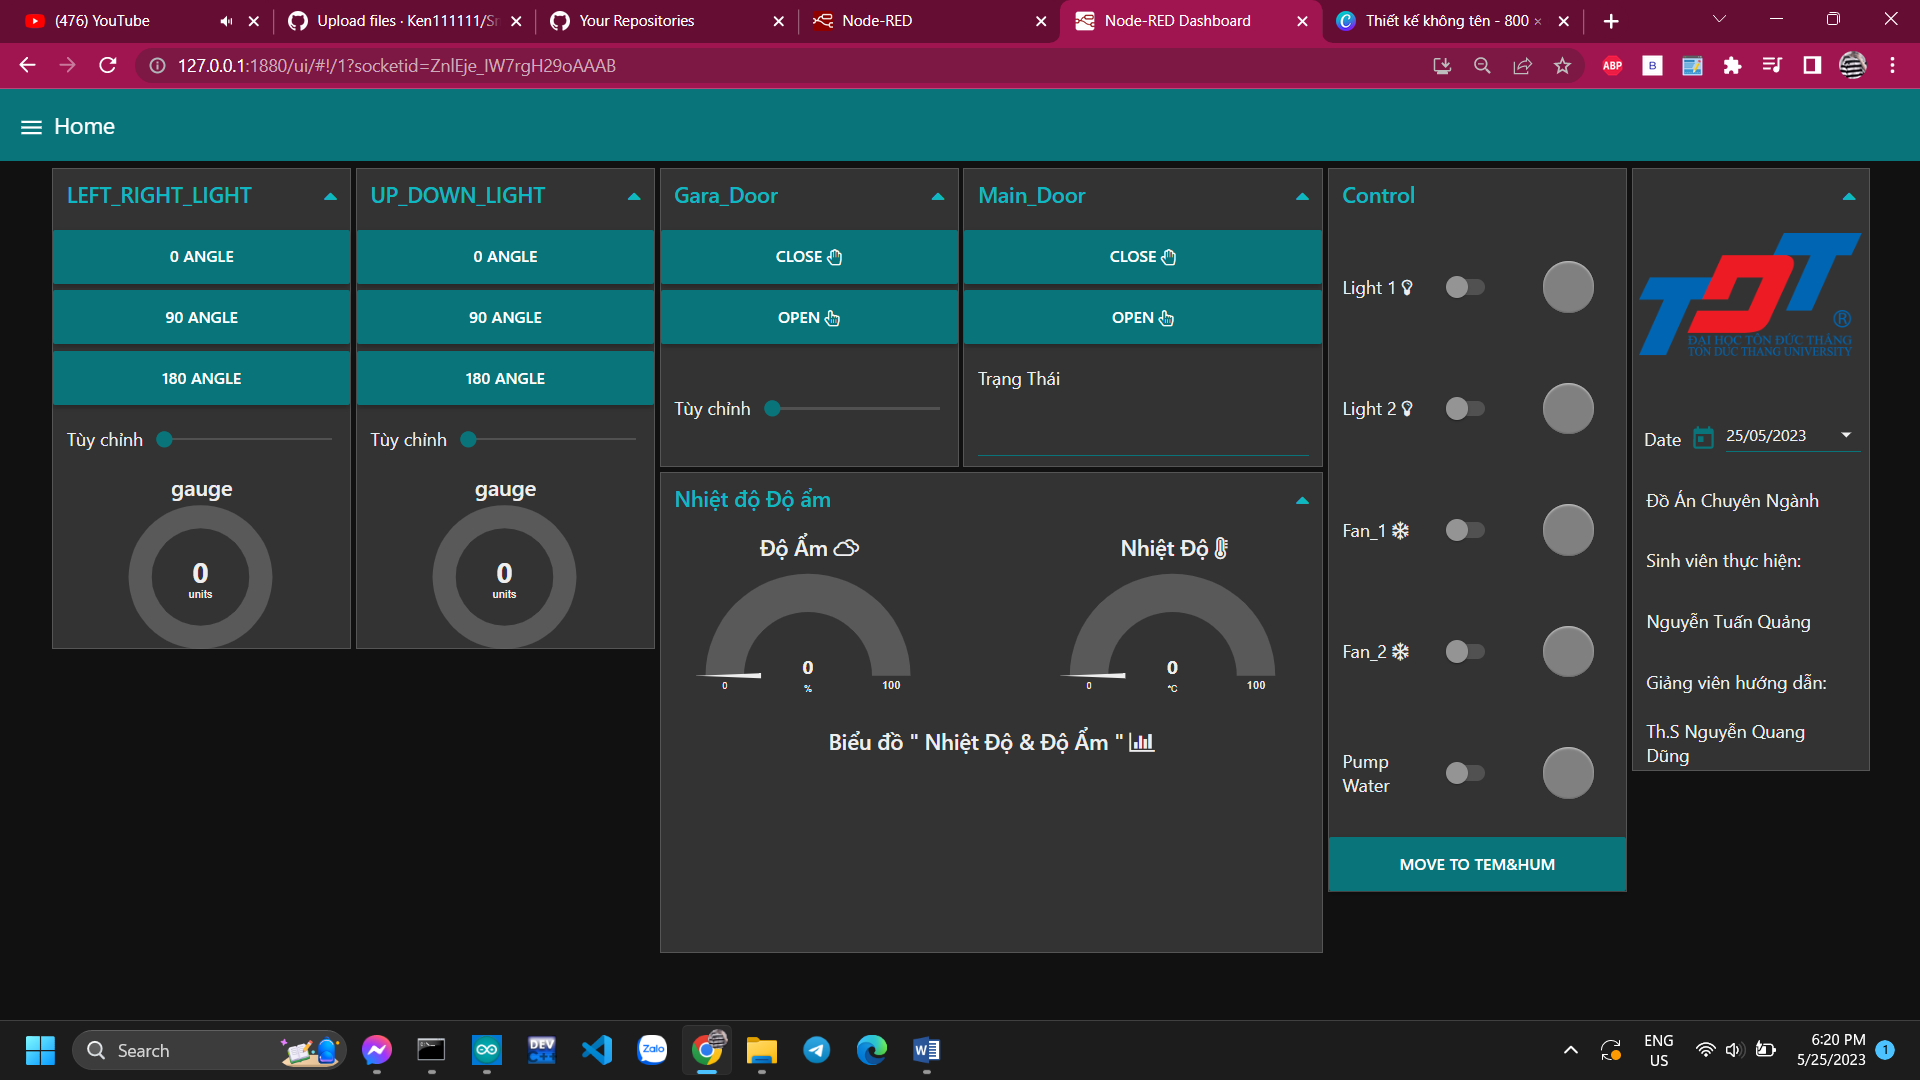 (476) YouTube
Upload files · Ken111111/Sr
Your Repositories
Node-RED
Node-RED Dashboard
Thiết kế không tên - 800 ×
127.0.0.1:1880/ui/#!/1?socketid=ZnlEje_lW7rgH29oAAAB
ABP
B
Home
LEFT_RIGHT_LIGHT
0 ANGLE
90 ANGLE
180 ANGLE
Tùy chỉnh
gauge
0
units
UP_DOWN_LIGHT
0 ANGLE
90 ANGLE
180 ANGLE
Tùy chỉnh
gauge
0
units
Gara_Door
CLOSE
OPEN
Tùy chỉnh
Main_Door
CLOSE
OPEN
Trạng Thái
Nhiệt độ Độ ẩm
Độ Ẩm
0
%
0
100
Nhiệt Độ
0
°C
0
100
Biểu đồ " Nhiệt Độ & Độ Ẩm "
Control
Light 1
Light 2
Fan_1
Fan_2
Pump
Water
MOVE TO TEM&HUM
TDT
®
ĐẠI HỌC TÔN ĐỨC THẮNG
TON DUC THANG UNIVERSITY
Date
25/05/2023
Đồ Án Chuyên Ngành
Sinh viên thực hiện:
Nguyễn Tuấn Quảng
Giảng viên hướng dẫn:
Th.S Nguyễn Quang
Dũng
Search
DEV
C++
Zalo
ENG
US
6:20 PM
5/25/2023
1